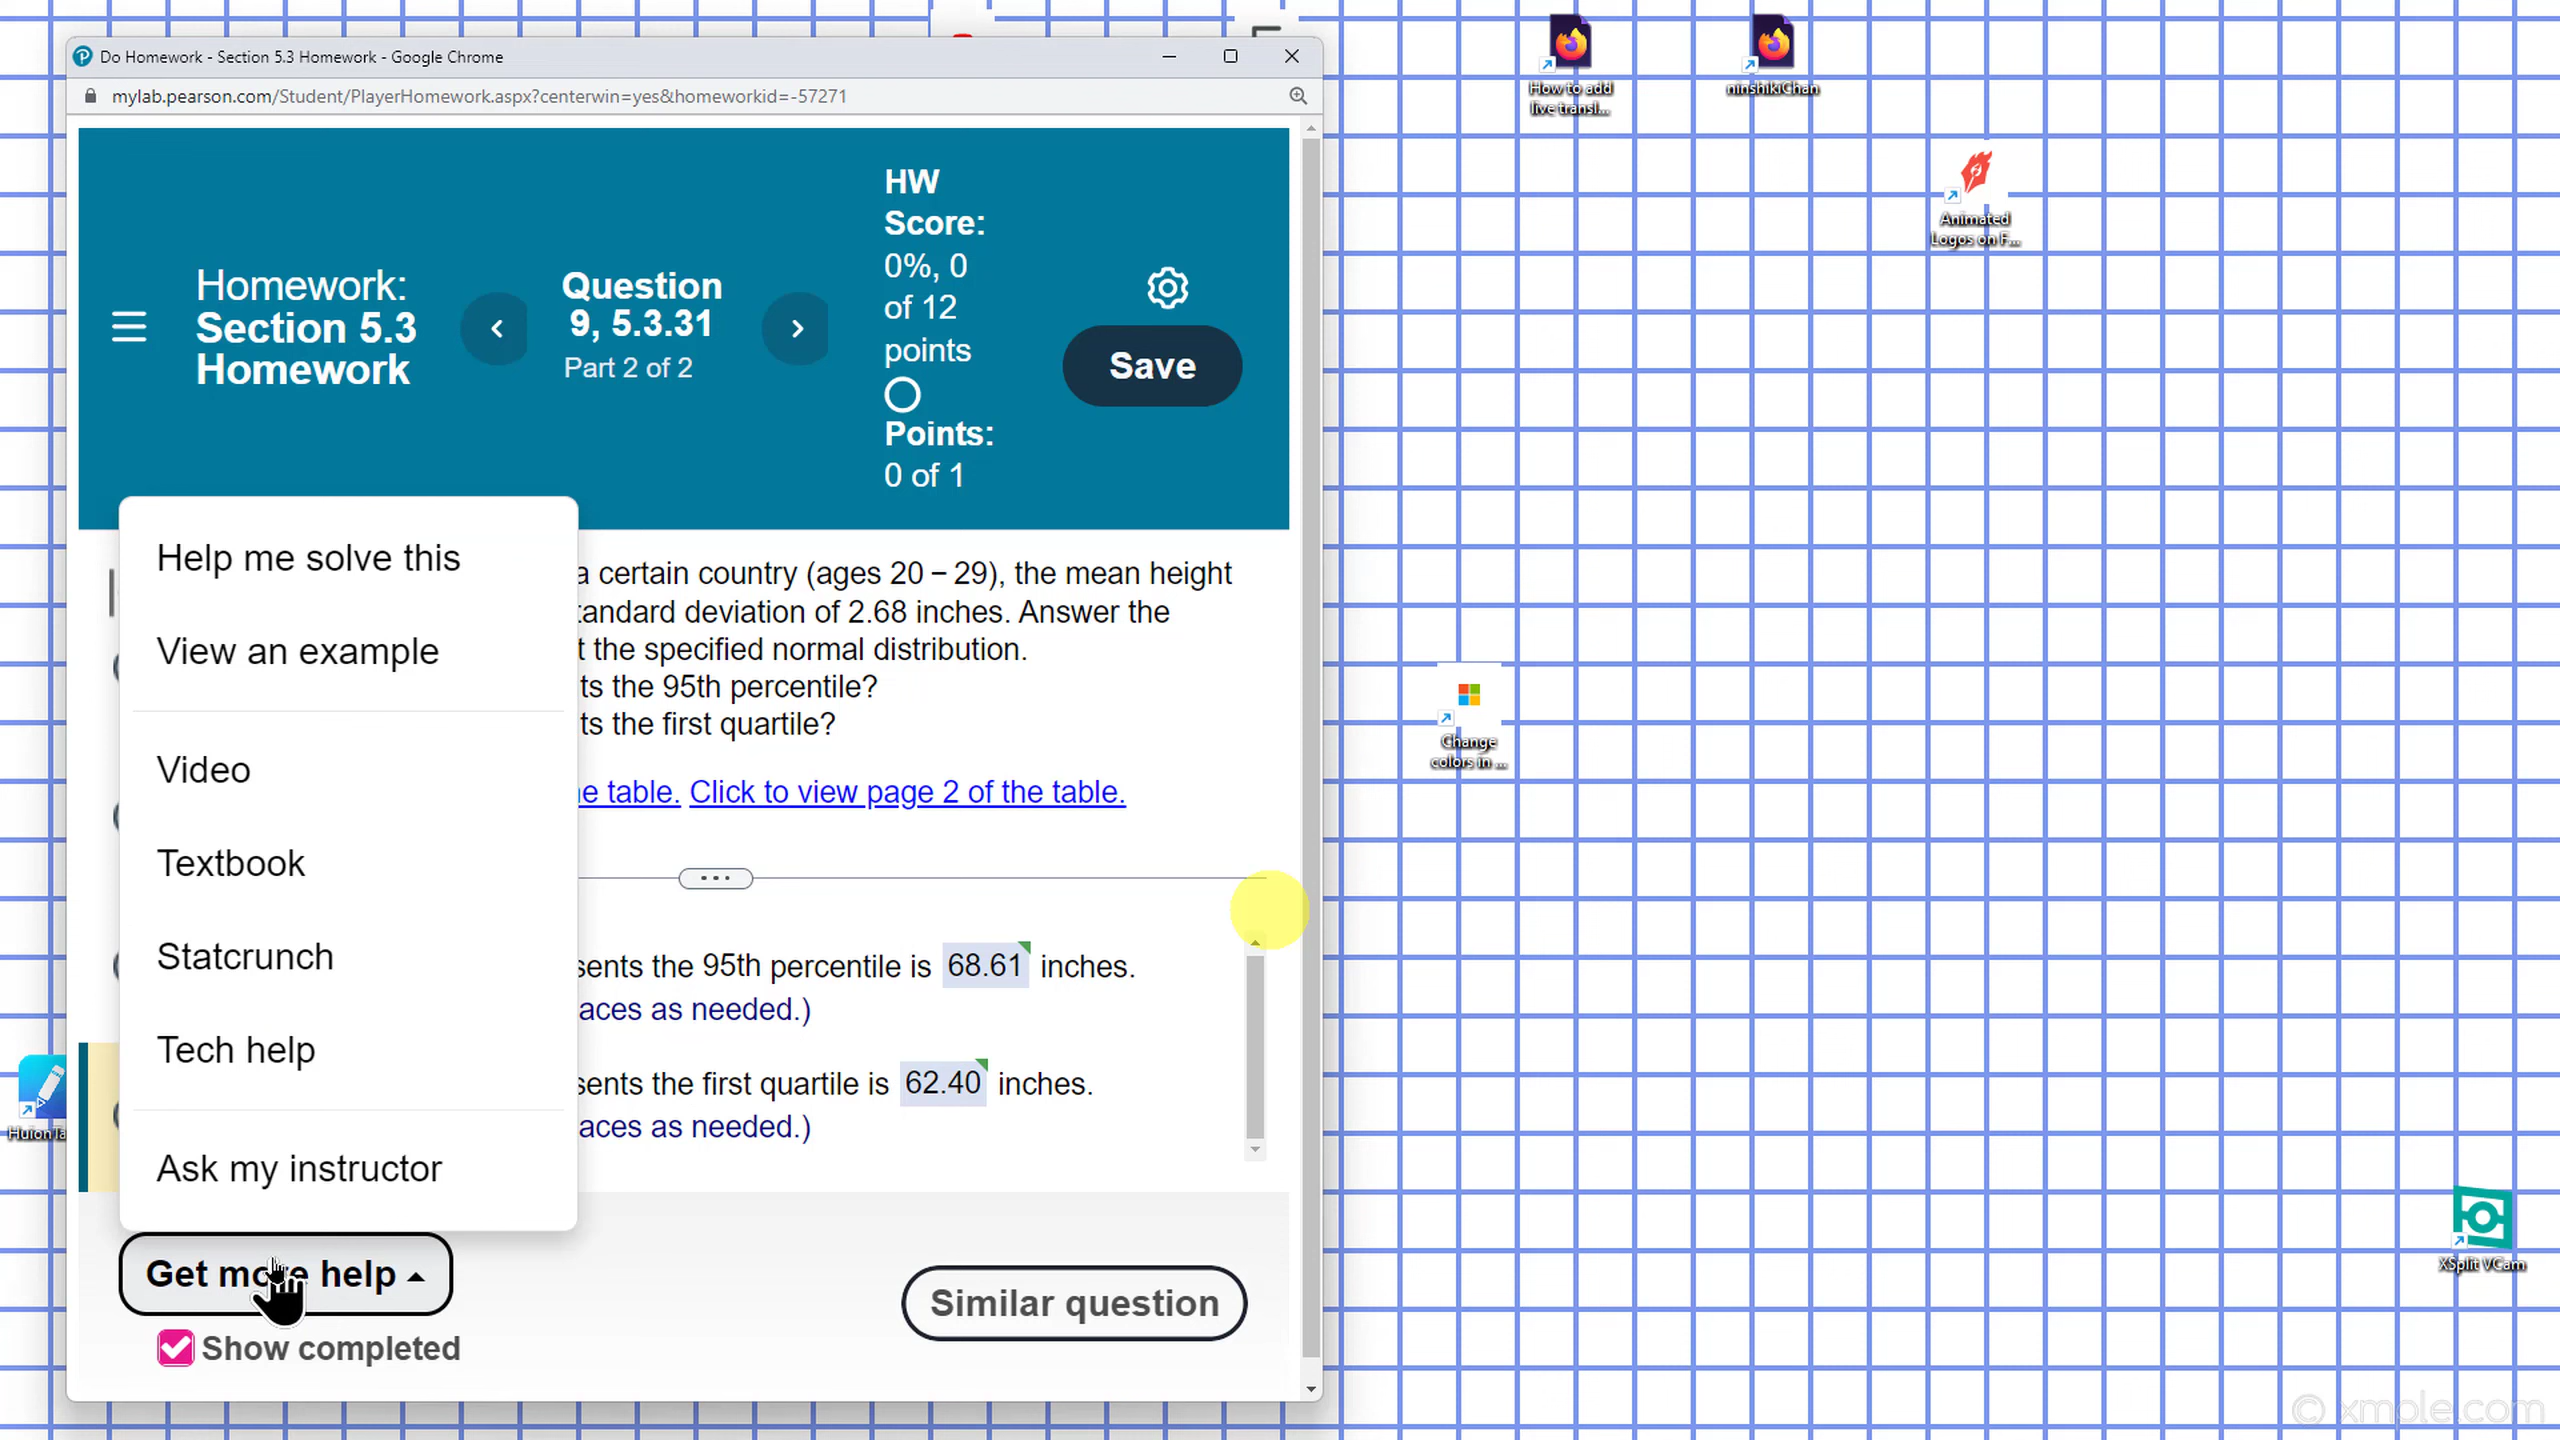 Do Homework - Section 5.3 Homework - Google Chrome
mylab.pearson.com/Student/PlayerHomework.aspx?centerwin=yes&homeworkid=-57271
Homework:
Section 5.3
Homework
Question
9, 5.3.31
Part 2 of 2
HW
Score:
0%, 0
of 12
points
Points:
0 of 1
Save
Help me solve this
View an example
Video
Textbook
Statcrunch
Tech help
Ask my instructor
a certain country (ages 20 – 29), the mean height
tandard deviation of 2.68 inches. Answer the
t the specified normal distribution.
ts the 95th percentile?
ts the first quartile?
e table. Click to view page 2 of the table.
sents the 95th percentile is 68.61 inches.
aces as needed.)
sents the first quartile is 62.40 inches.
aces as needed.)
Get more help
Similar question
Show completed
How to add
live transl...
ninshikiChan
Animated
Logos on F...
Change
colors in ...
HuionTa
XSplit VCam
© xmple.com